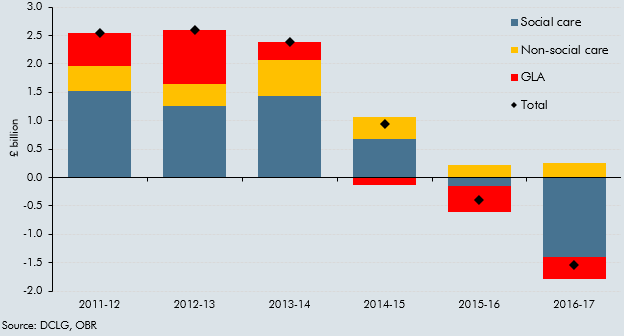 3.0
2.5
2.0
1.5
1.0
0.5
0.0
-0.5
-1.0
-1.5
-2.0
£ billion
Social care
Non-social care
GLA
Total
2011-12 2012-13 2013-14 2014-15 2015-16 2016-17
Source: DCLG, OBR